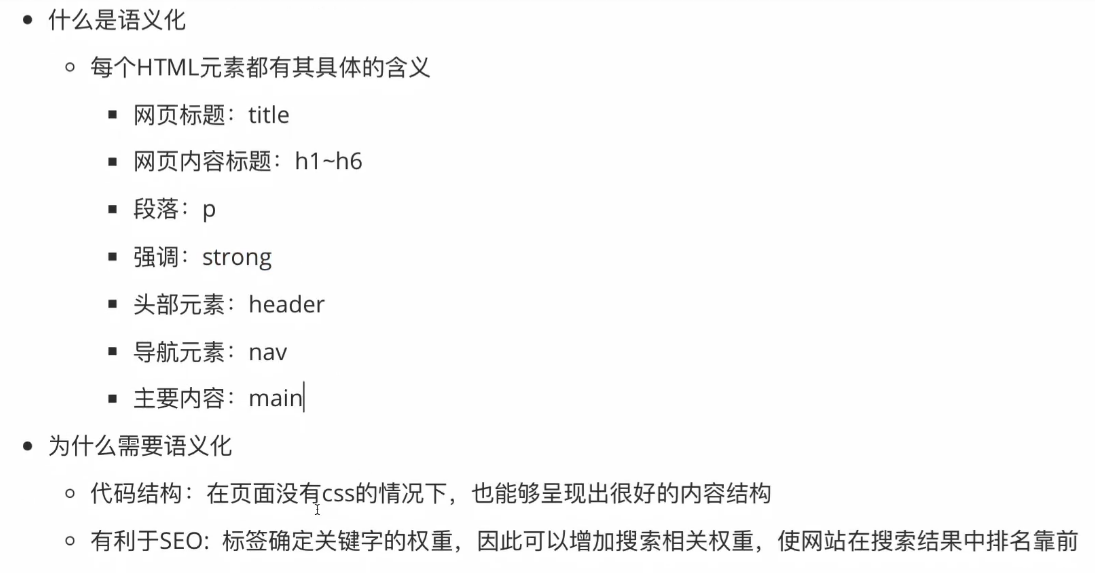 什么是语义化
每个HTML元素都有其具体的含义
网页标题：title
网页内容标题：h1~h6
段落：p
强调：strong
头部元素：header
导航元素：nav
主要内容：main
为什么需要语义化
代码结构：在页面没有css的情况下，也能够呈现出很好的内容结构
有利于SEO: 标签确定关键字的权重，因此可以增加搜索相关权重，使网站在搜索结果中排名靠前